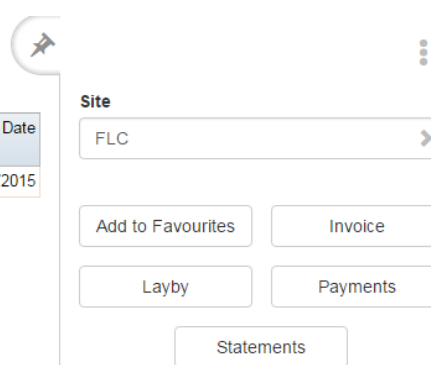 Site
Date
FLC
/2015
Add to Favourites
Invoice
Layby
Payments
Statements